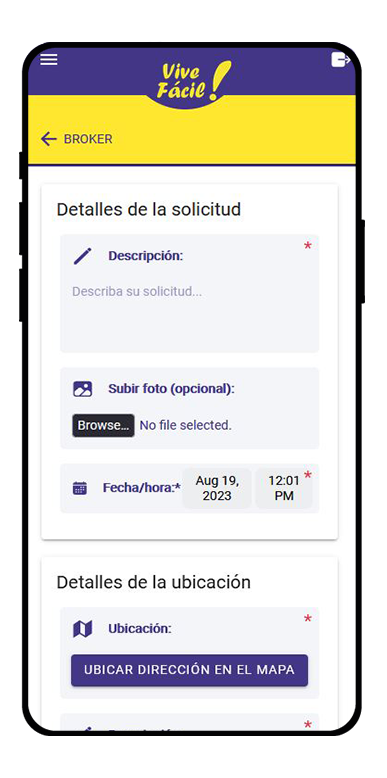 Vive
Fácil!
BROKER
Detalles de la solicitud
Descripción: *
Describa su solicitud...
Subir foto (opcional):
Browse... No file selected.
Fecha/hora:* Aug 19, 2023 12:01 PM *
Detalles de la ubicación
Ubicación: *
UBICAR DIRECCIÓN EN EL MAPA
*